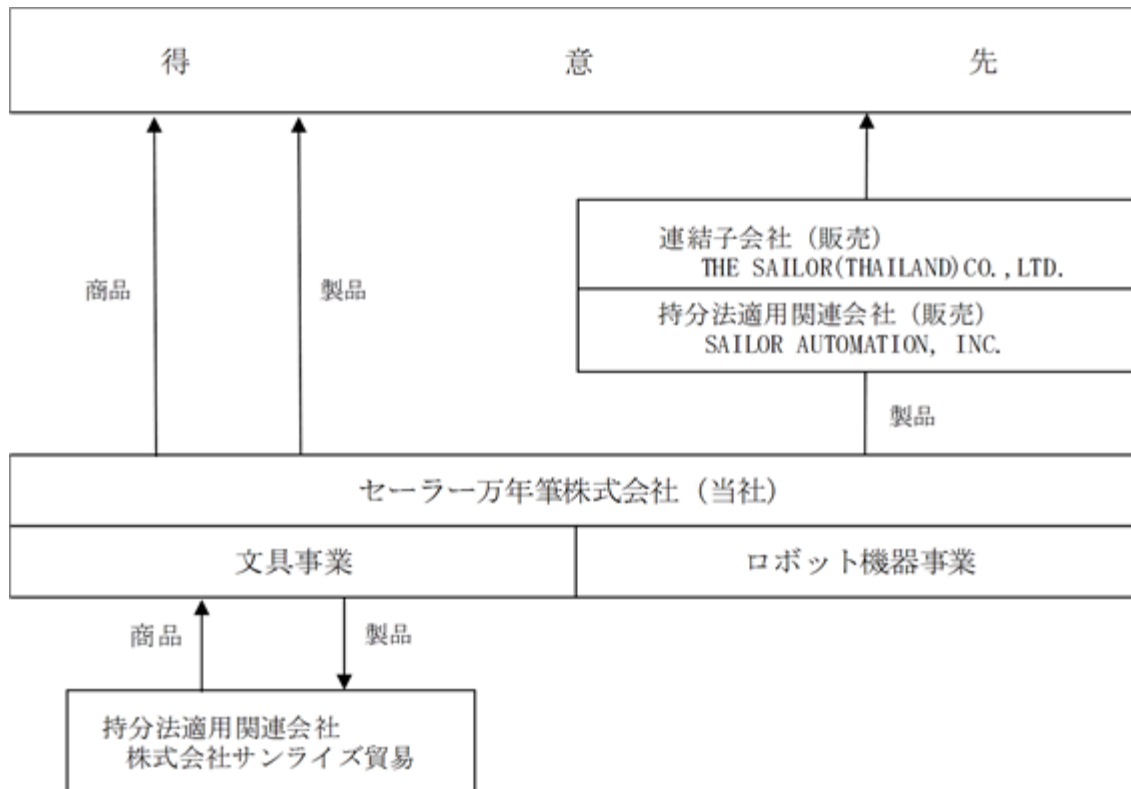 得意先
連結子会社（販売）
THE SAILOR(THAILAND)CO.,LTD.
商品
製品
持分法適用関連会社（販売）
SAILOR AUTOMATION, INC.
製品
セーラー万年筆株式会社（当社）
文具事業
ロボット機器事業
商品
製品
持分法適用関連会社
株式会社サンライズ貿易